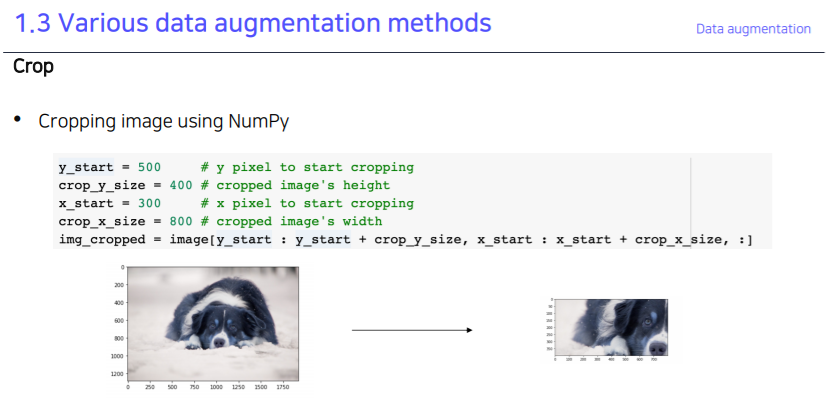 1.3 Various data augmentation methods
Data augmentation
Crop
• Cropping image using NumPy
y_start = 500 # y pixel to start cropping
crop_y_size = 400 # cropped image's height
x_start = 300 # x pixel to start cropping
crop_x_size = 800 # cropped image's width
img_cropped = image[y_start : y_start + crop_y_size, x_start : x_start + crop_x_size, :]
0
200
400
600
800
1000
1200
0 250 500 750 1000 1250 1500 1750
0
50
100
150
200
250
300
350
0 100 200 300 400 500 600 700